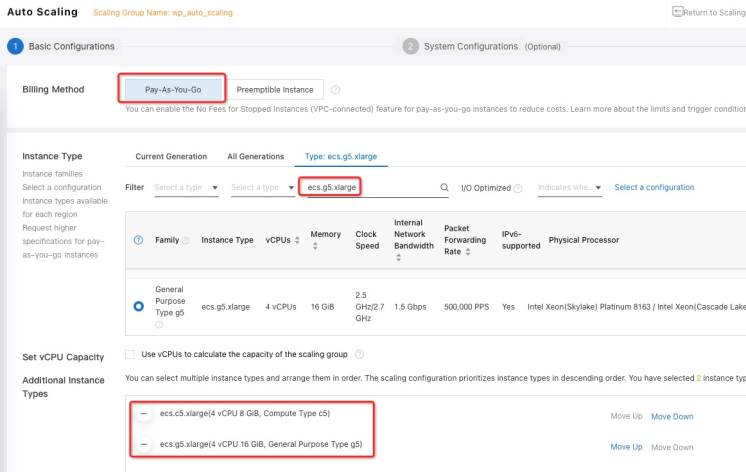 Auto Scaling
Scaling Group Name: wp_auto_scaling
Return to Scaling
1 Basic Configurations
2 System Configurations (Optional)
Billing Method
Pay-As-You-Go
Preemptible Instance
You can enable the No Fees for Stopped Instances (VPC-connected) feature for pay-as-you-go instances to reduce costs. Learn more about the limits and trigger condition
Instance Type
Instance families
Select a configuration
Instance types available
for each region
Request higher
specifications for pay-
as-you-go instances
Current Generation
All Generations
Type: ecs.g5.xlarge
Filter
Select a type
Select a type
ecs.g5.xlarge
I/O Optimized
Indicates whe...
Select a configuration
Family
Instance Type
vCPUs
Memory
Clock
Speed
Internal
Network
Bandwidth
Packet
Forwarding
Rate
IPv6-
supported
Physical Processor
General
Purpose
Type g5
ecs.g5.xlarge
4 vCPUs
16 GiB
2.5
GHz/2.7
GHz
1.5 Gbps
500,000 PPS
Yes
Intel Xeon(Skylake) Platinum 8163 / Intel Xeon(Cascade Lake
Set vCPU Capacity
Use vCPUs to calculate the capacity of the scaling group
Additional Instance
Types
You can select multiple instance types and arrange them in order. The scaling configuration prioritizes instance types in descending order. You have selected 2 instance typ
ecs.c5.xlarge(4 vCPU 8 GiB, Compute Type c5)
Move Up Move Down
ecs.g5.xlarge(4 vCPU 16 GiB, General Purpose Type g5)
Move Up Move Down